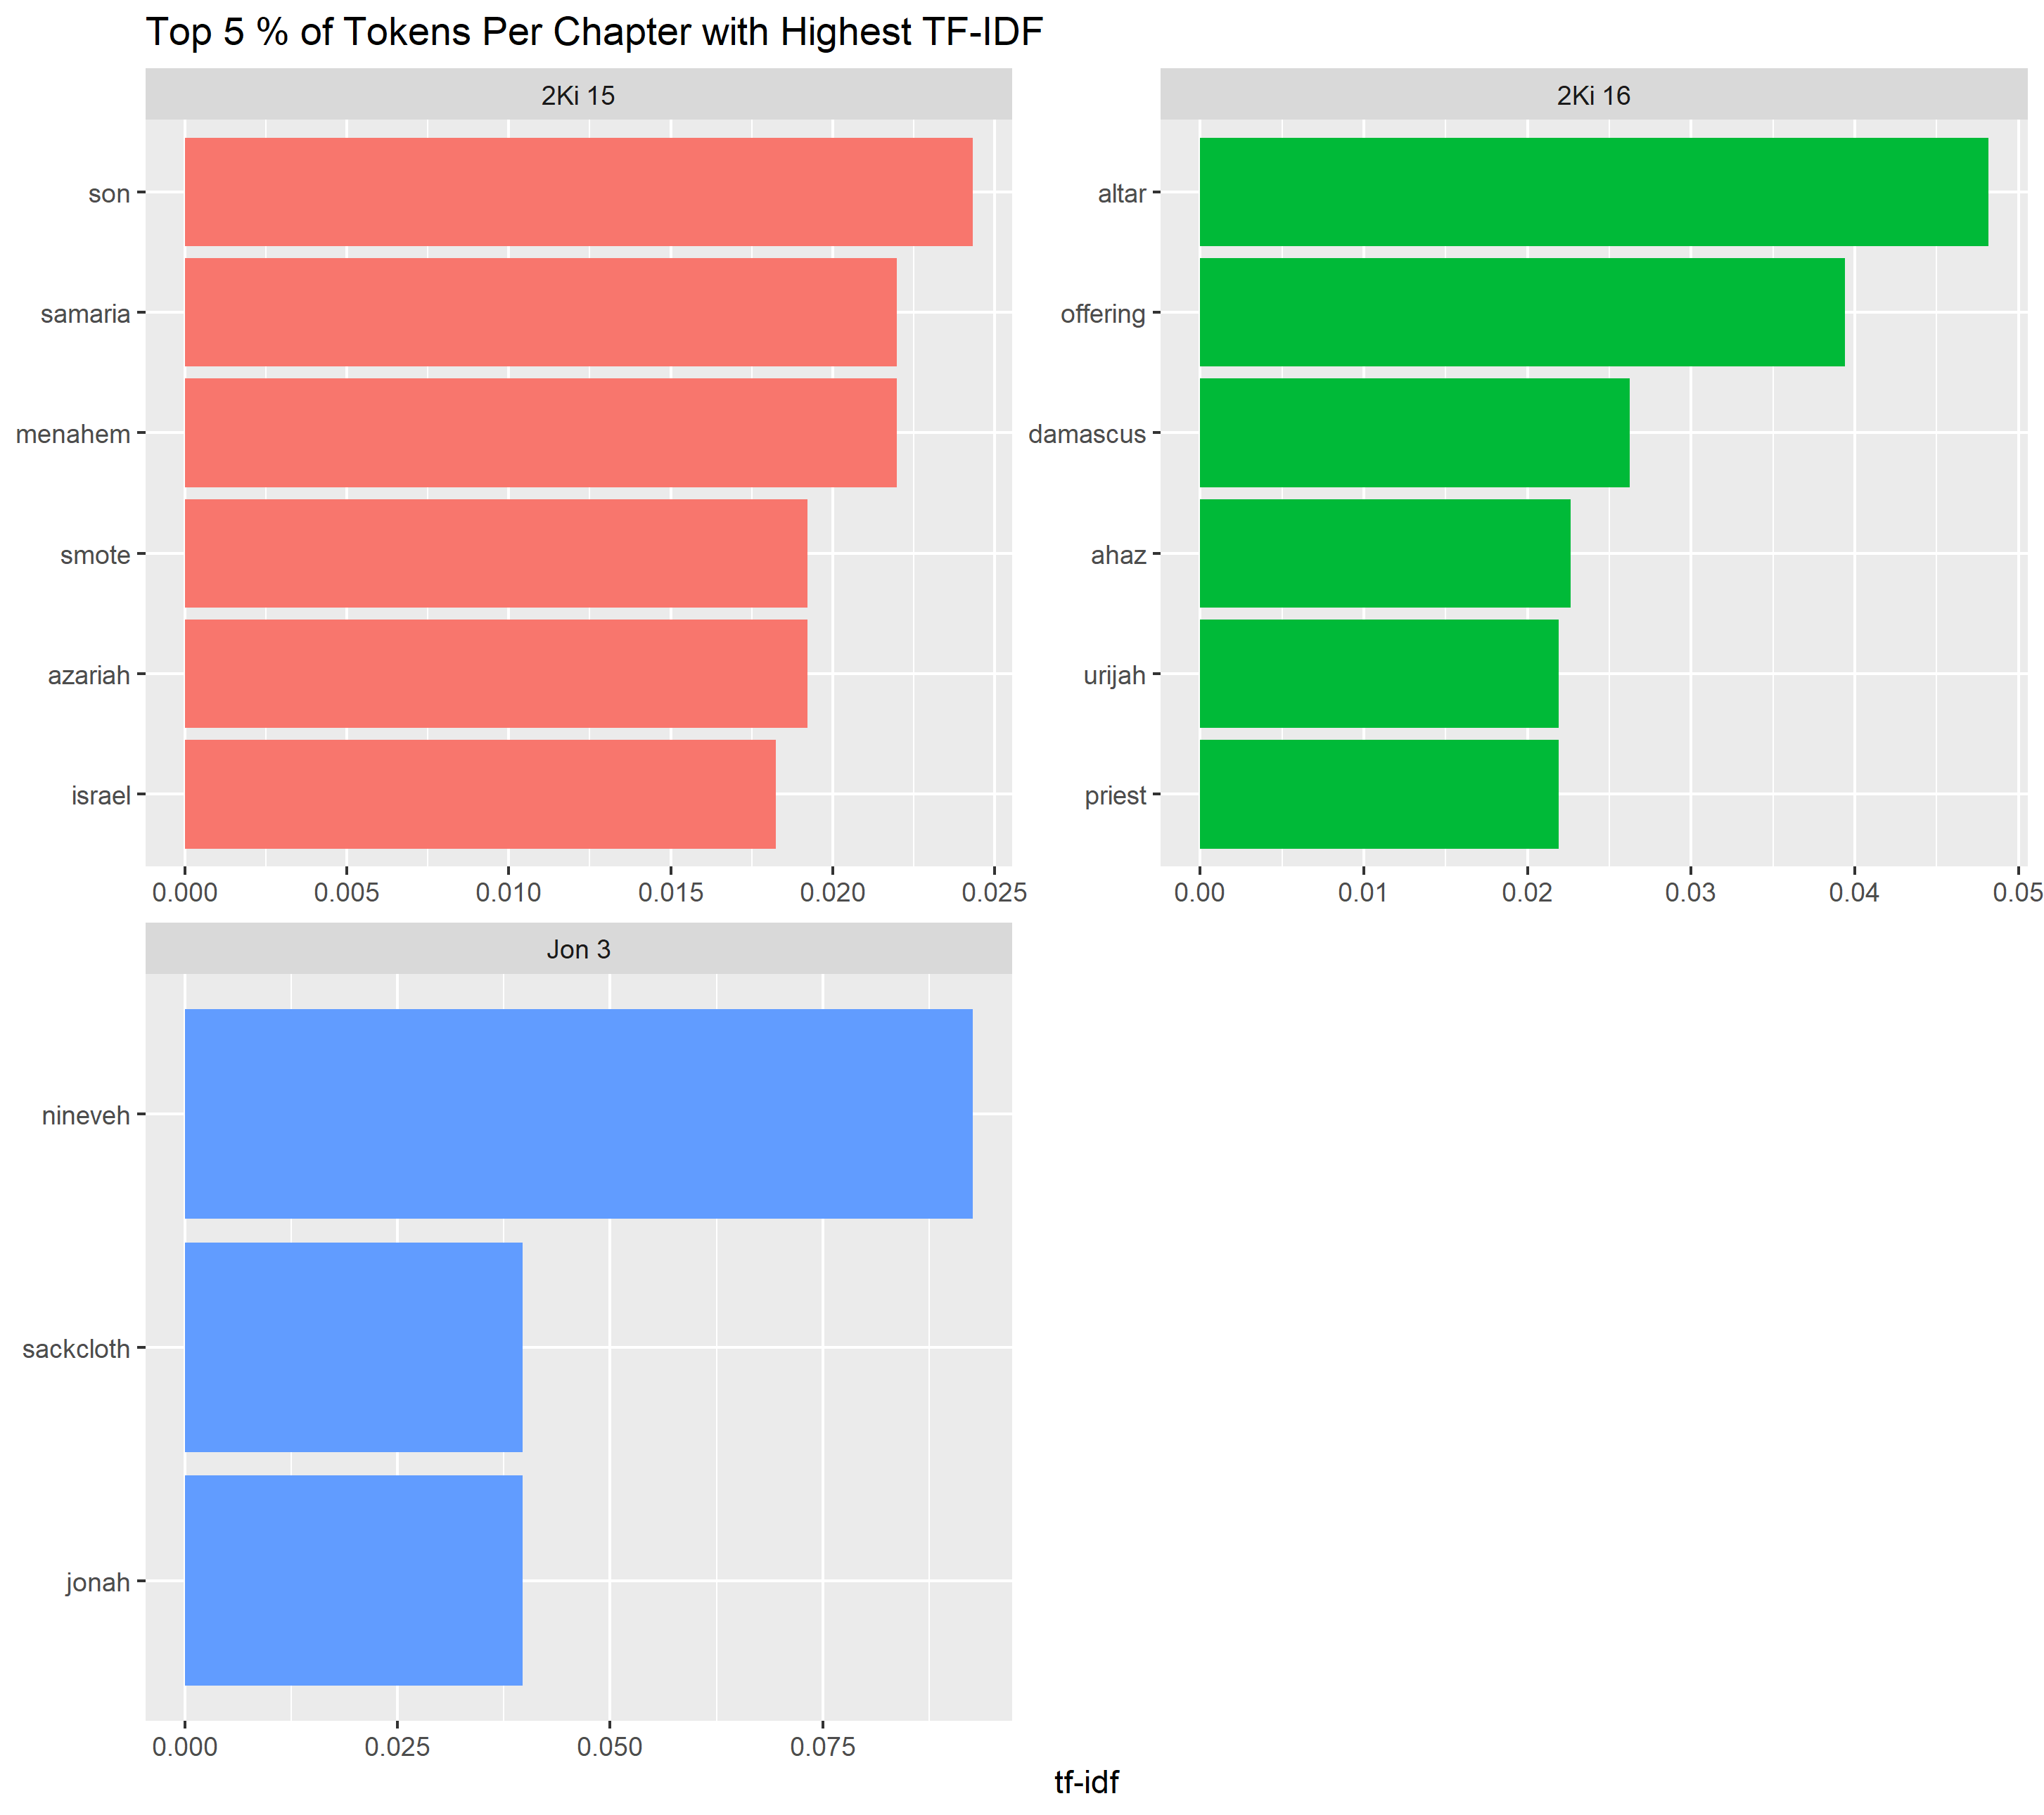 Top 5 % of Tokens Per Chapter with Highest TF-IDF
2Ki 15
son
samaria
menahem
smote
azariah
israel
0.000 0.005 0.010 0.015 0.020 0.025
2Ki 16
altar
offering
damascus
ahaz
urijah
priest
0.00 0.01 0.02 0.03 0.04 0.05
Jon 3
nineveh
sackcloth
jonah
0.000 0.025 0.050 0.075
tf-idf